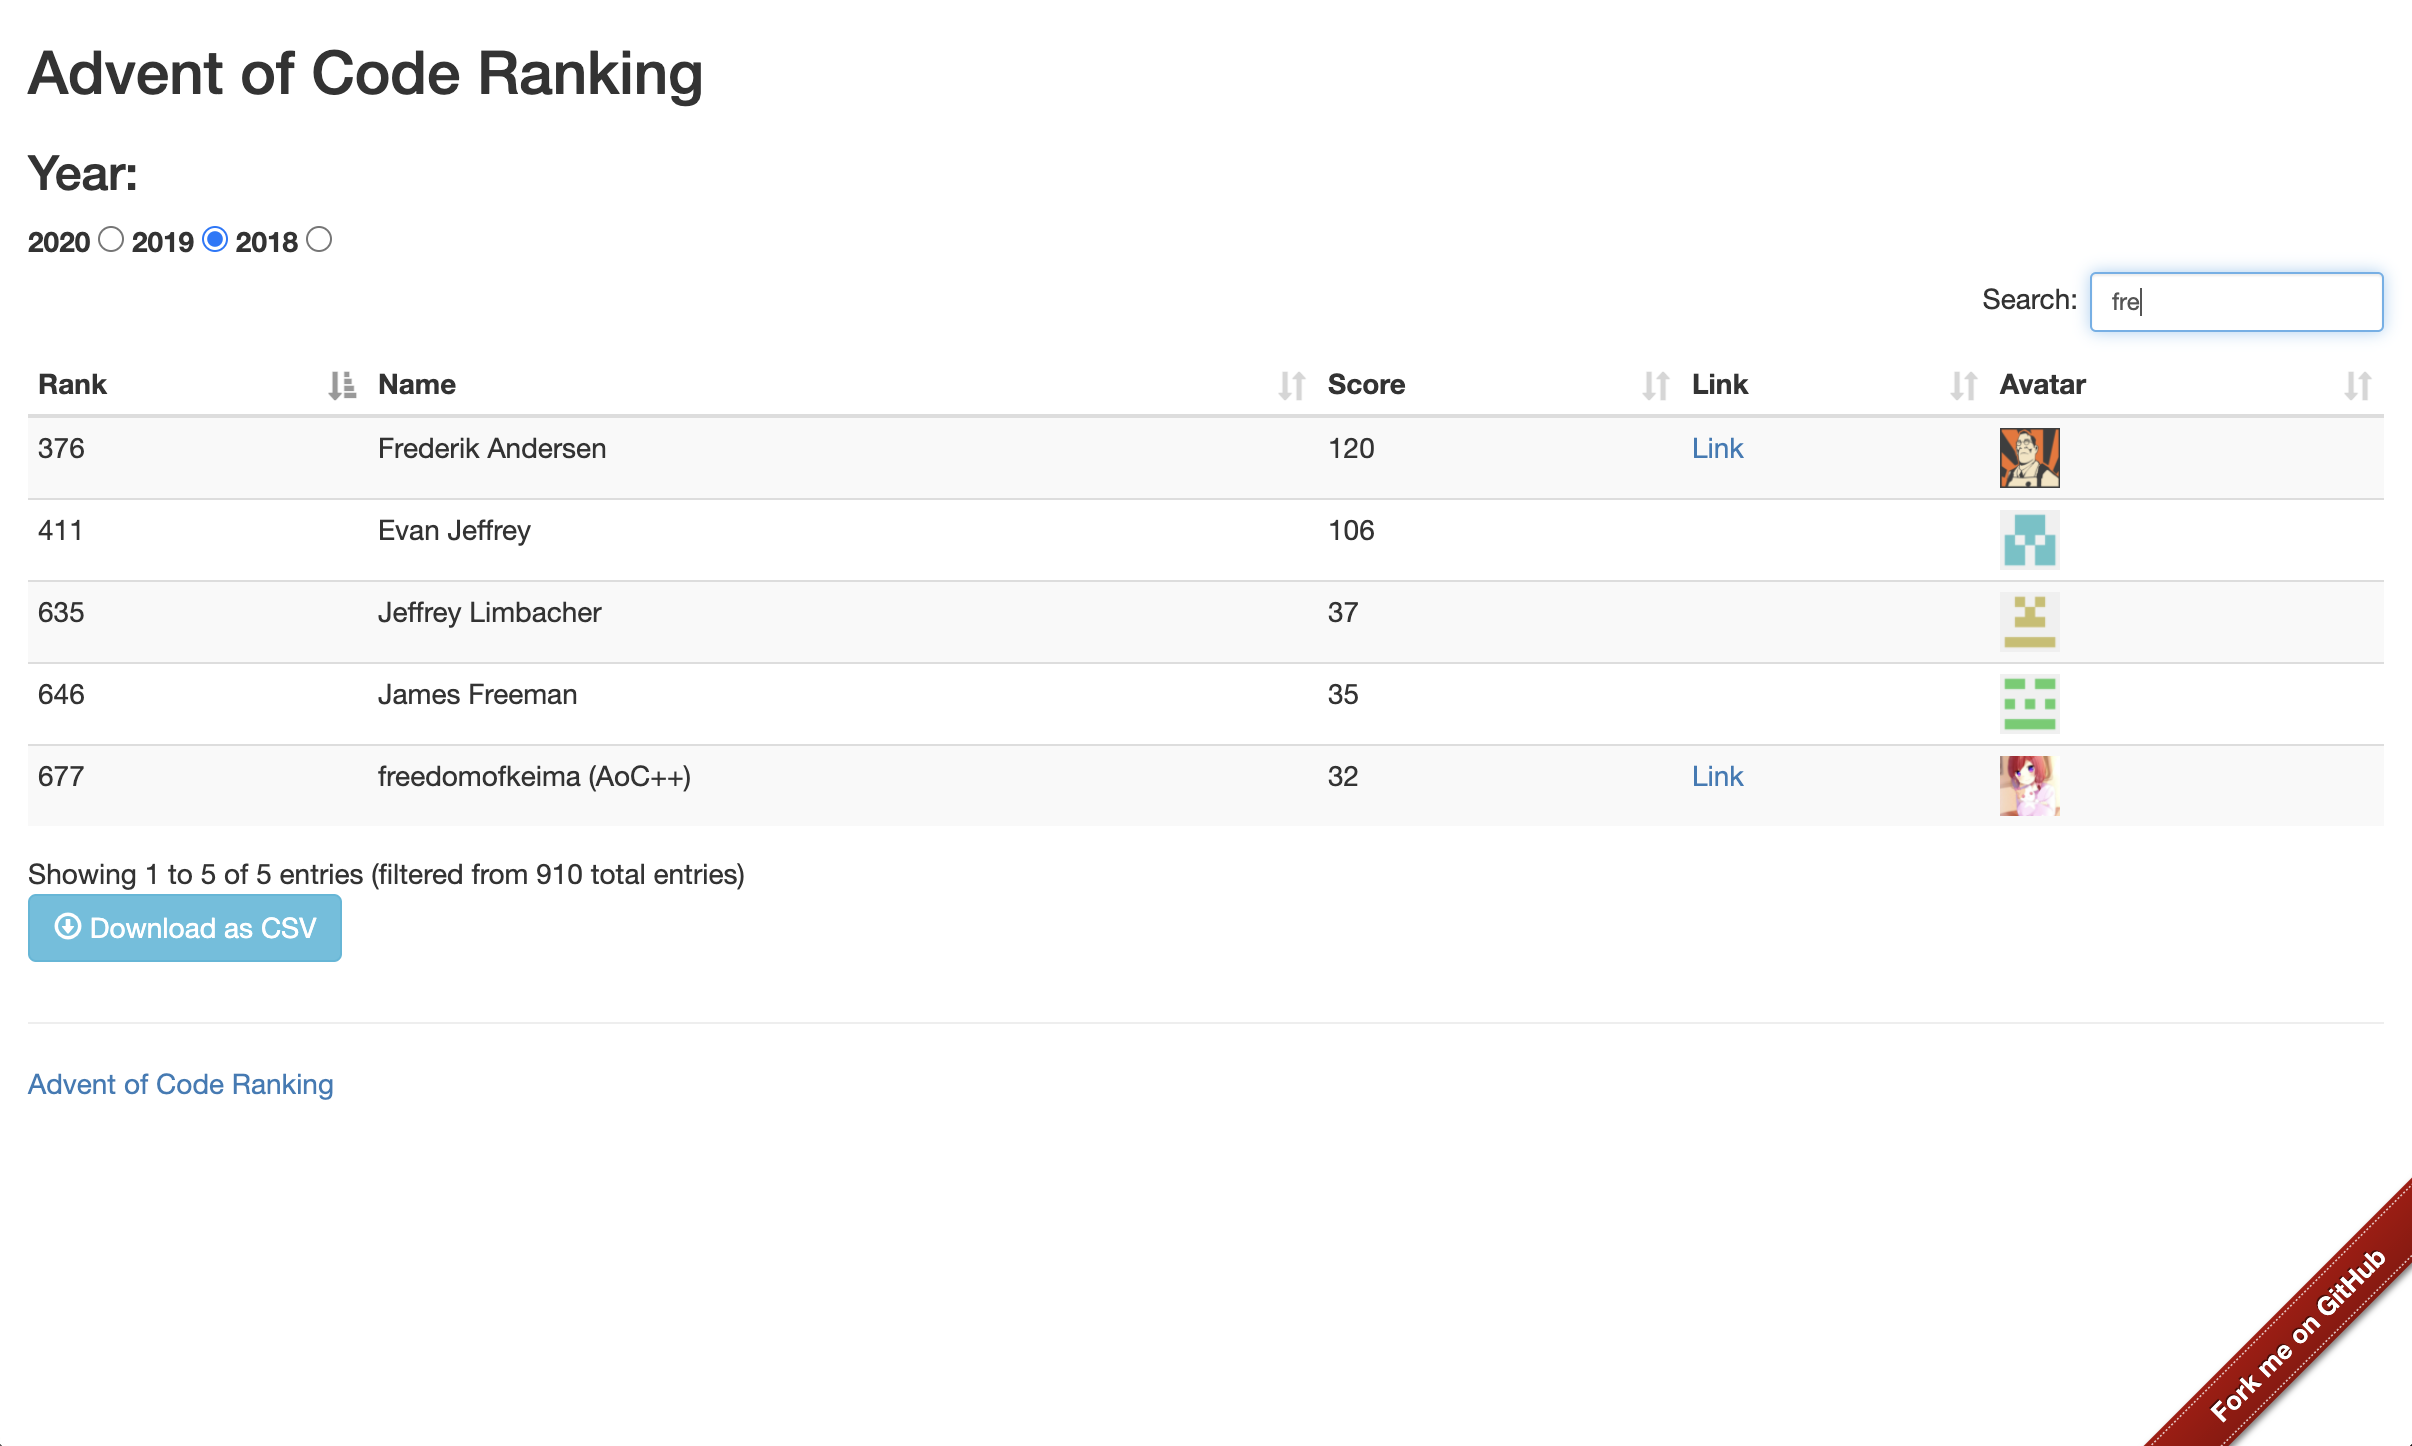 Advent of Code Ranking
Year:
2020 2019 2018
Search: fre
Rank Name Score Link Avatar
376 Frederik Andersen 120 Link
411 Evan Jeffrey 106
635 Jeffrey Limbacher 37
646 James Freeman 35
677 freedomofkeima (AoC++) 32 Link
Showing 1 to 5 of 5 entries (filtered from 910 total entries)
Download as CSV
Advent of Code Ranking
Fork me on GitHub